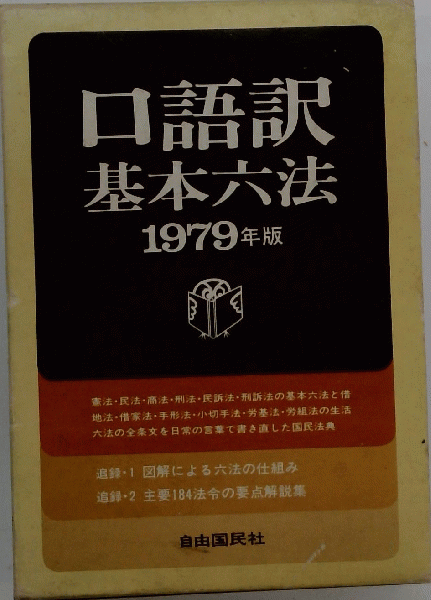 口語訳
基本六法
1979年版
憲法・民法・商法・刑法・民訴法・刑訴法の基本六法と借
地法・借家法・手形法・小切手法・労基法・労組法の生活
六法の全条文を日常の言葉で書き直した国民法典
追録・1 図解による六法の仕組み
追録・2 主要184法令の要点解説集
自由国民社